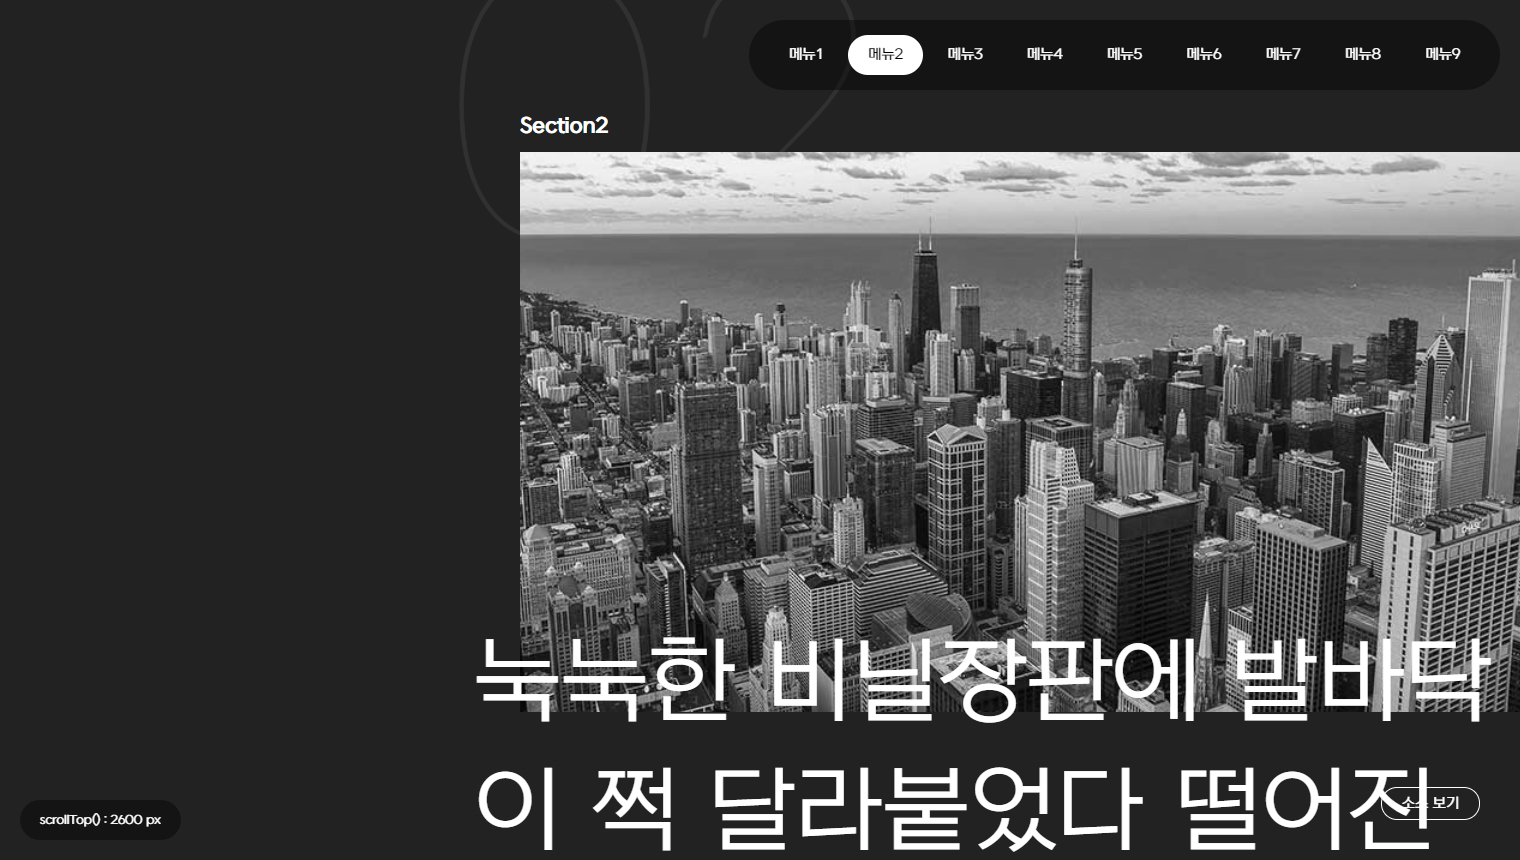 02
메뉴1 메뉴2 메뉴3 메뉴4 메뉴5 메뉴6 메뉴7 메뉴8 메뉴9
Section2
눅눅한 비닐장판에 발바닥
이 쩍 달라붙었다 떨어진
소스 보기
scrollTop() : 2600 px